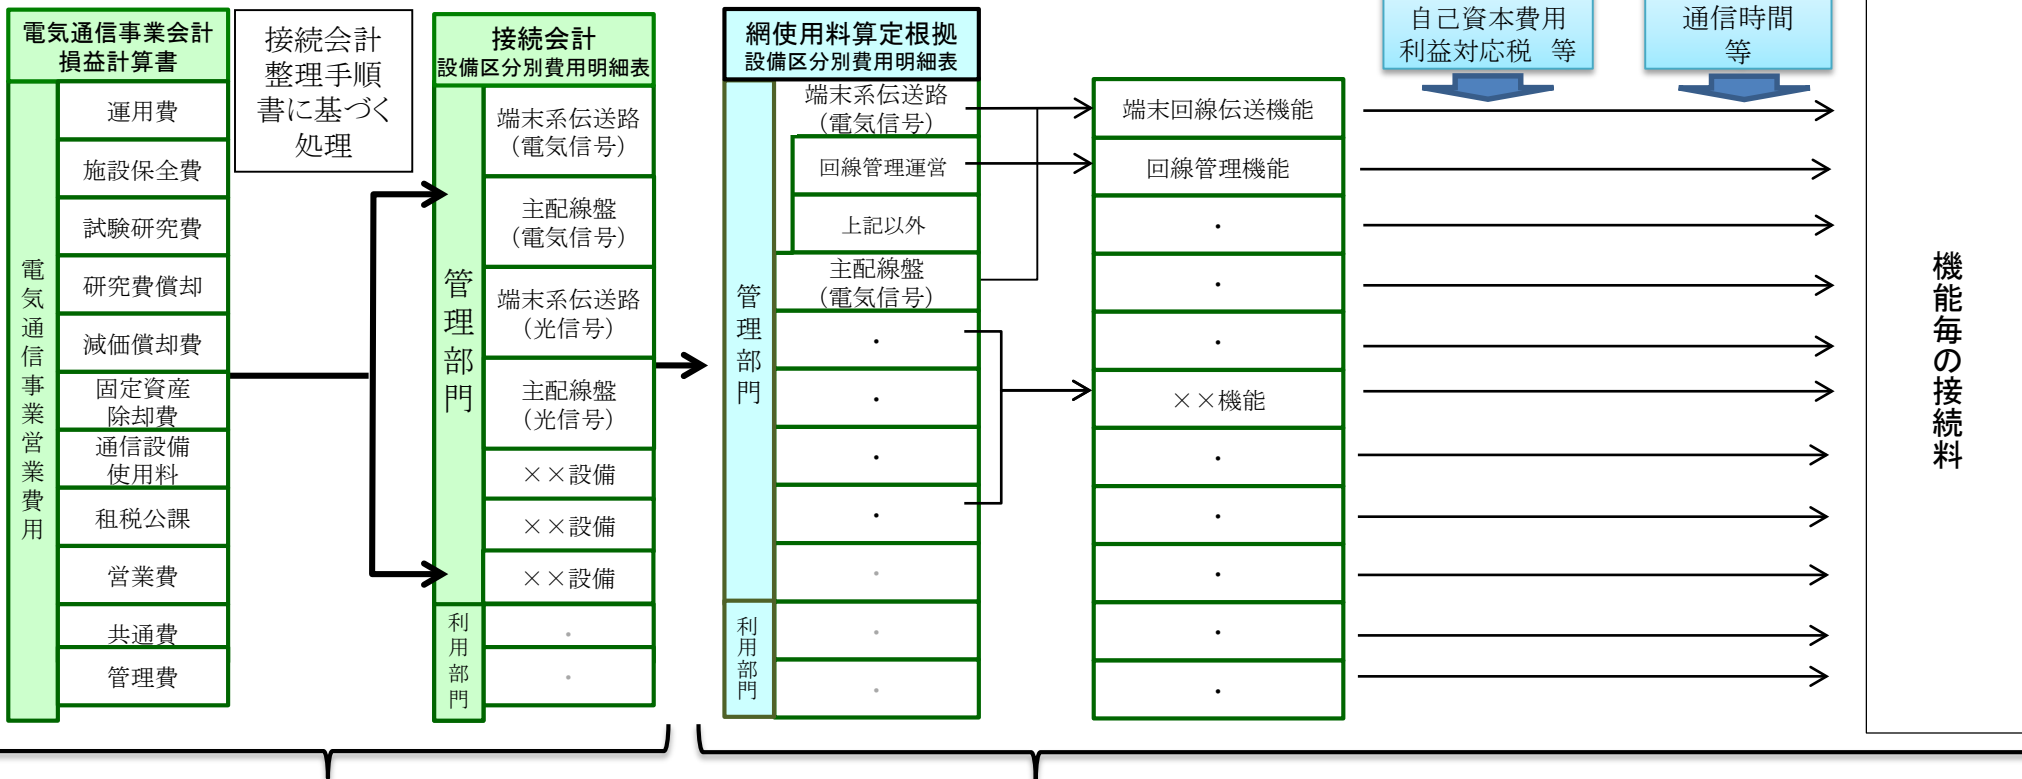 電気通信事業会計
損益計算書
電気通信事業営業費用
運用費
施設保全費
試験研究費
研究費償却
減価償却費
固定資産
除却費
通信設備
使用料
租税公課
営業費
共通費
管理費
接続会計
整理手順
書に基づく
処理
接続会計
設備区分別費用明細表
管理部門
端末系伝送路
(電気信号)
主配線盤
(電気信号)
端末系伝送路
(光信号)
主配線盤
(光信号)
××設備
××設備
××設備
利用部門
・
・
網使用料算定根拠
設備区分別費用明細表
管理部門
端末系伝送路
(電気信号)
回線管理運営
上記以外
主配線盤
(電気信号)
・
・
・
・
・
利用部門
・
・
端末回線伝送機能
回線管理機能
・
・
・
××機能
・
・
・
・
・
自己資本費用
利益対応税 等
通信時間
等
機能毎の接続料